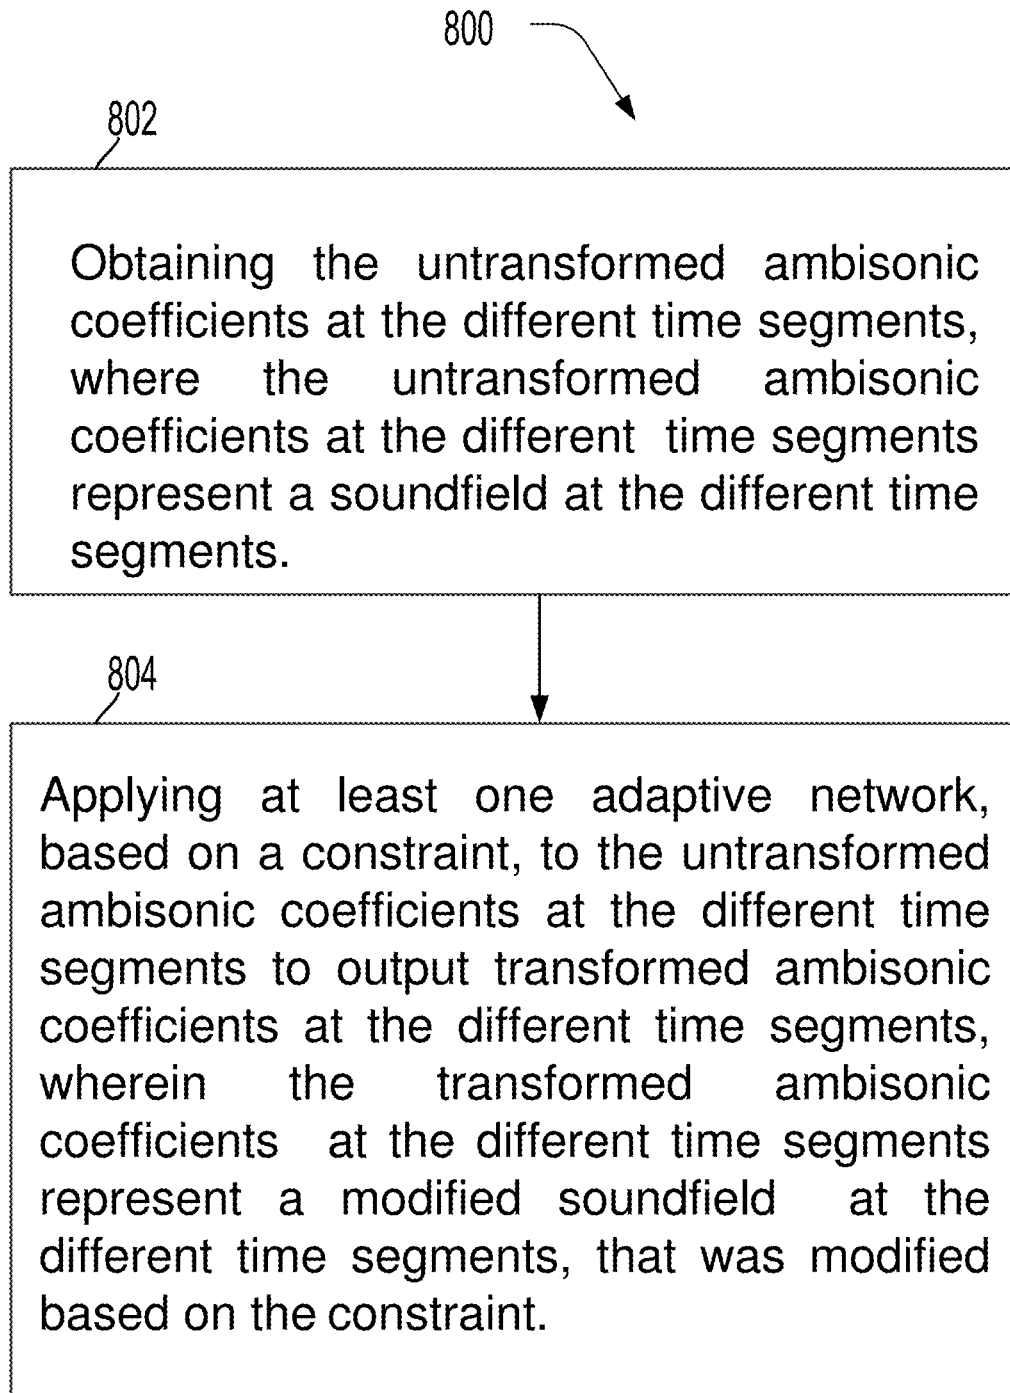 800
802
Obtaining the untransformed ambisonic
coefficients at the different time segments,
where the untransformed ambisonic
coefficients at the different time segments
represent a soundfield at the different time
segments.
804
Applying at least one adaptive network,
based on a constraint, to the untransformed
ambisonic coefficients at the different time
segments to output transformed ambisonic
coefficients at the different time segments,
wherein the transformed ambisonic
coefficients at the different time segments
represent a modified soundfield at the
different time segments, that was modified
based on the constraint.